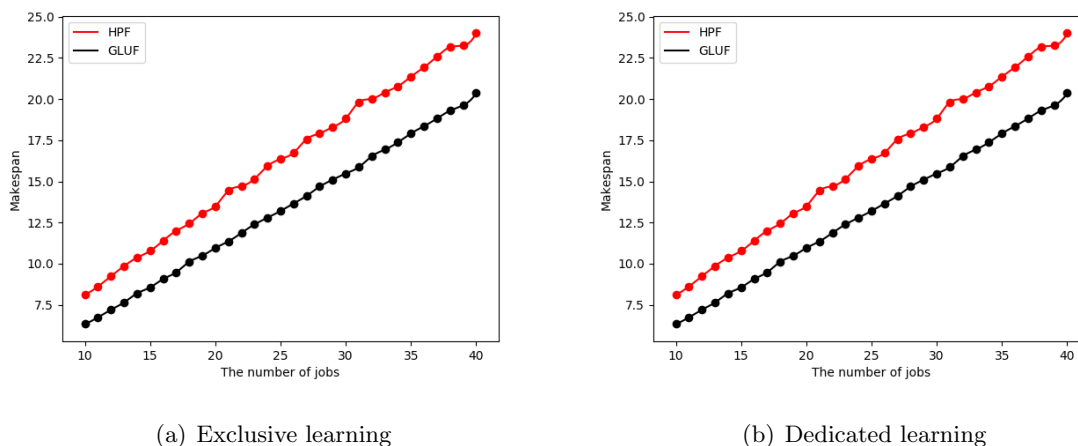 25.0
22.5
20.0
17.5
15.0
12.5
10.0
7.5
Makespan
HPF
GLUF
10 15 20 25 30 35 40
The number of jobs
(a) Exclusive learning
25.0
22.5
20.0
17.5
15.0
12.5
10.0
7.5
Makespan
HPF
GLUF
10 15 20 25 30 35 40
The number of jobs
(b) Dedicated learning